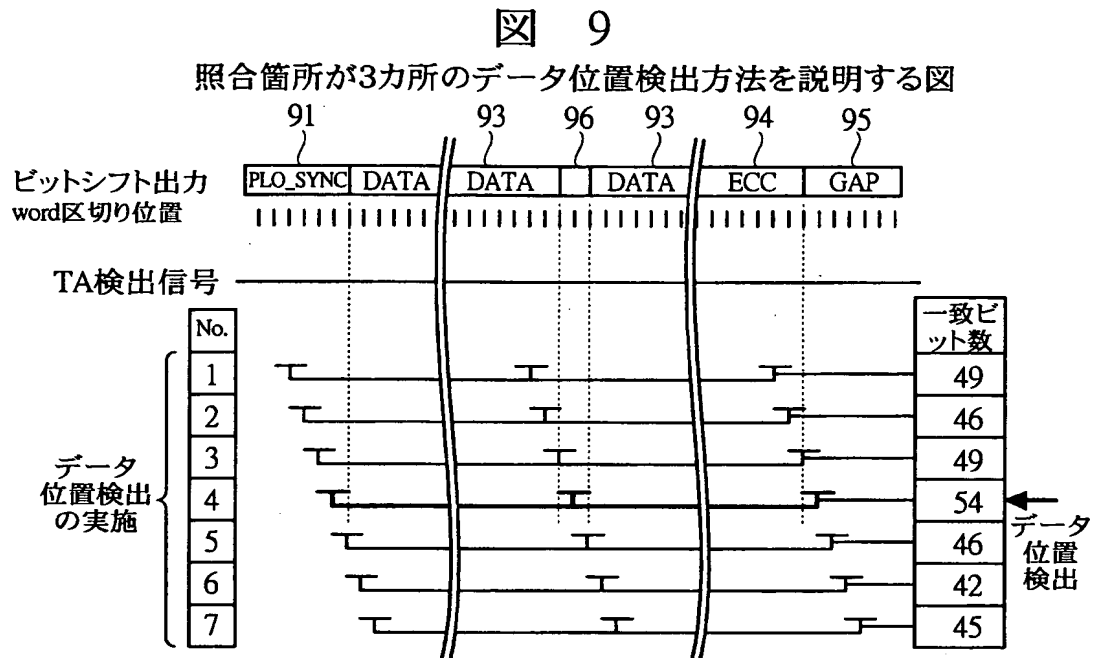 図 9
照合箇所が3カ所のデータ位置検出方法を説明する図
91 93 96 93 94 95
ビットシフト出力 PLO_SYNC DATA DATA DATA ECC GAP
word区切り位置
TA検出信号
No. 一致ビット数
1 49
2 46
3 49
4 54
5 46
6 42
7 45
データ
位置検出
の実施
データ
位置
検出